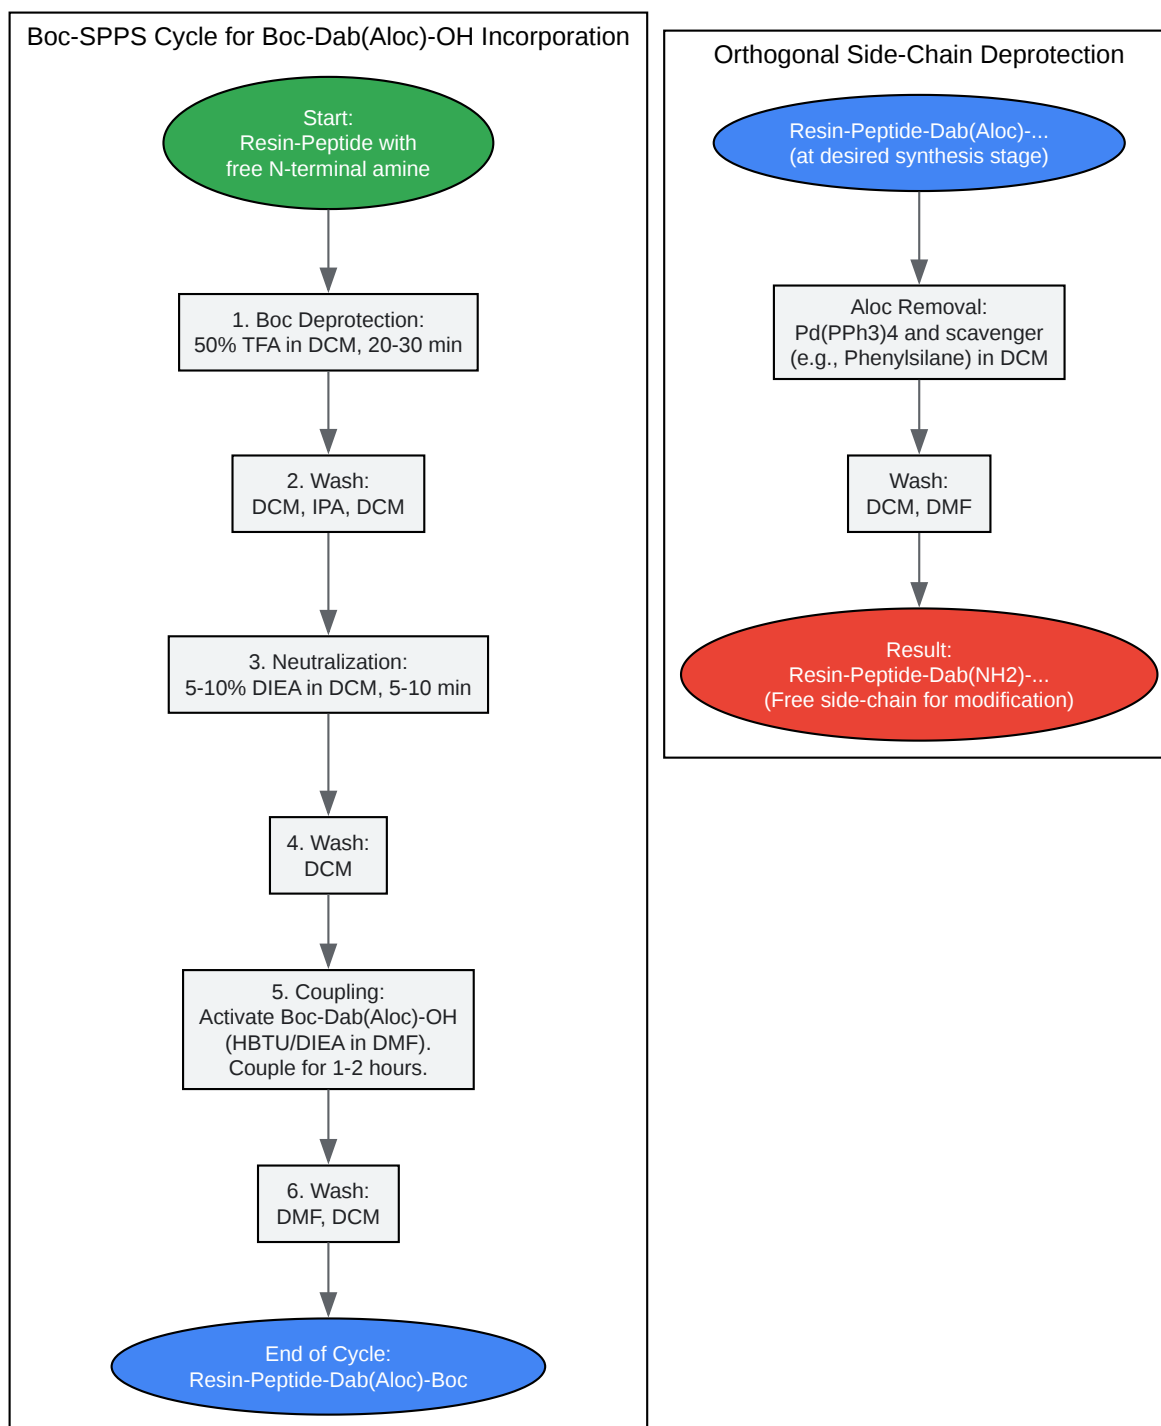 Boc-SPPS Cycle for Boc-Dab(Aloc)-OH Incorporation
Start:
Resin-Peptide with
free N-terminal amine
1. Boc Deprotection:
50% TFA in DCM, 20-30 min
2. Wash:
DCM, IPA, DCM
3. Neutralization:
5-10% DIEA in DCM, 5-10 min
4. Wash:
DCM
5. Coupling:
Activate Boc-Dab(Aloc)-OH
(HBTU/DIEA in DMF).
Couple for 1-2 hours.
6. Wash:
DMF, DCM
End of Cycle:
Resin-Peptide-Dab(Aloc)-Boc
Orthogonal Side-Chain Deprotection
Resin-Peptide-Dab(Aloc)-...
(at desired synthesis stage)
Aloc Removal:
Pd(PPh3)4 and scavenger
(e.g., Phenylsilane) in DCM
Wash:
DCM, DMF
Result:
Resin-Peptide-Dab(NH2)-...
(Free side-chain for modification)